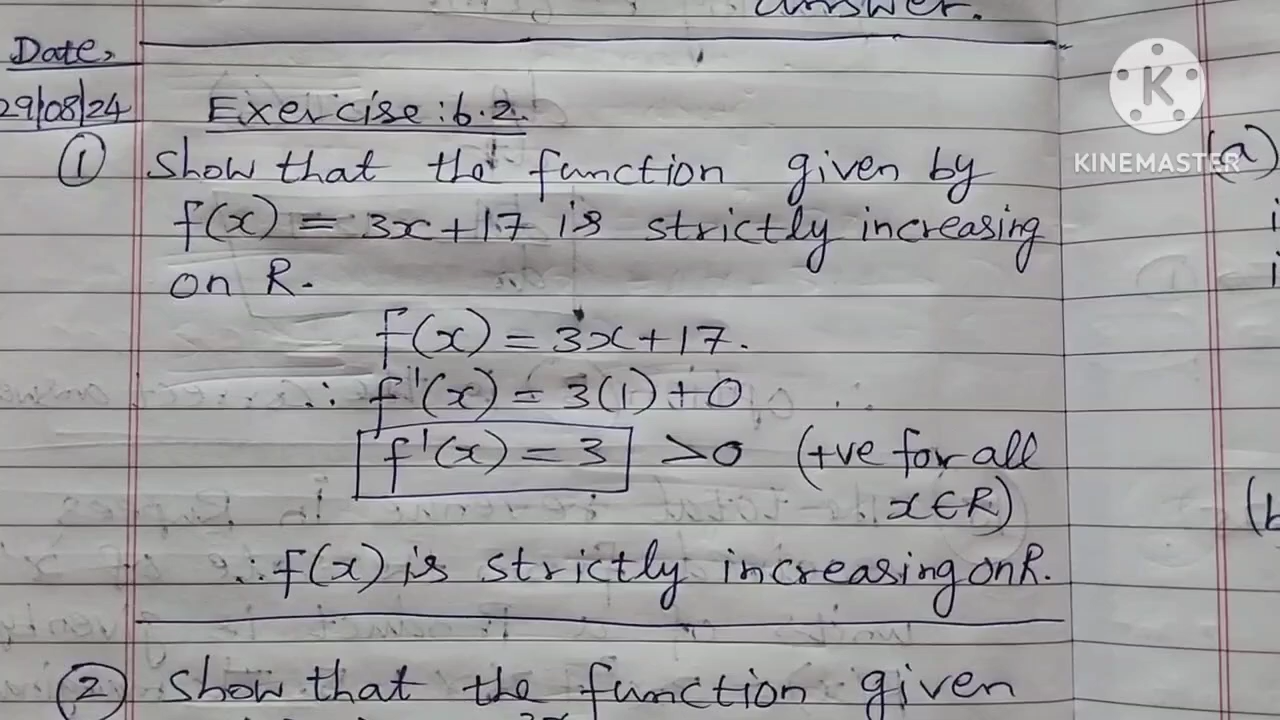 answer.
Date,
29/08/24
Exercise: 6.2.
① Show that the function given by
f(x) = 3x+17 is strictly increasing
on R.
f(x) = 3x+17.
∴ f'(x) = 3(1)+0
f'(x) = 3 >0 (+ve for all
x∈R)
∴ f(x) is strictly increasing on R.
② Show that the function given
K
KINEMASTER
(a)
i
i
(b